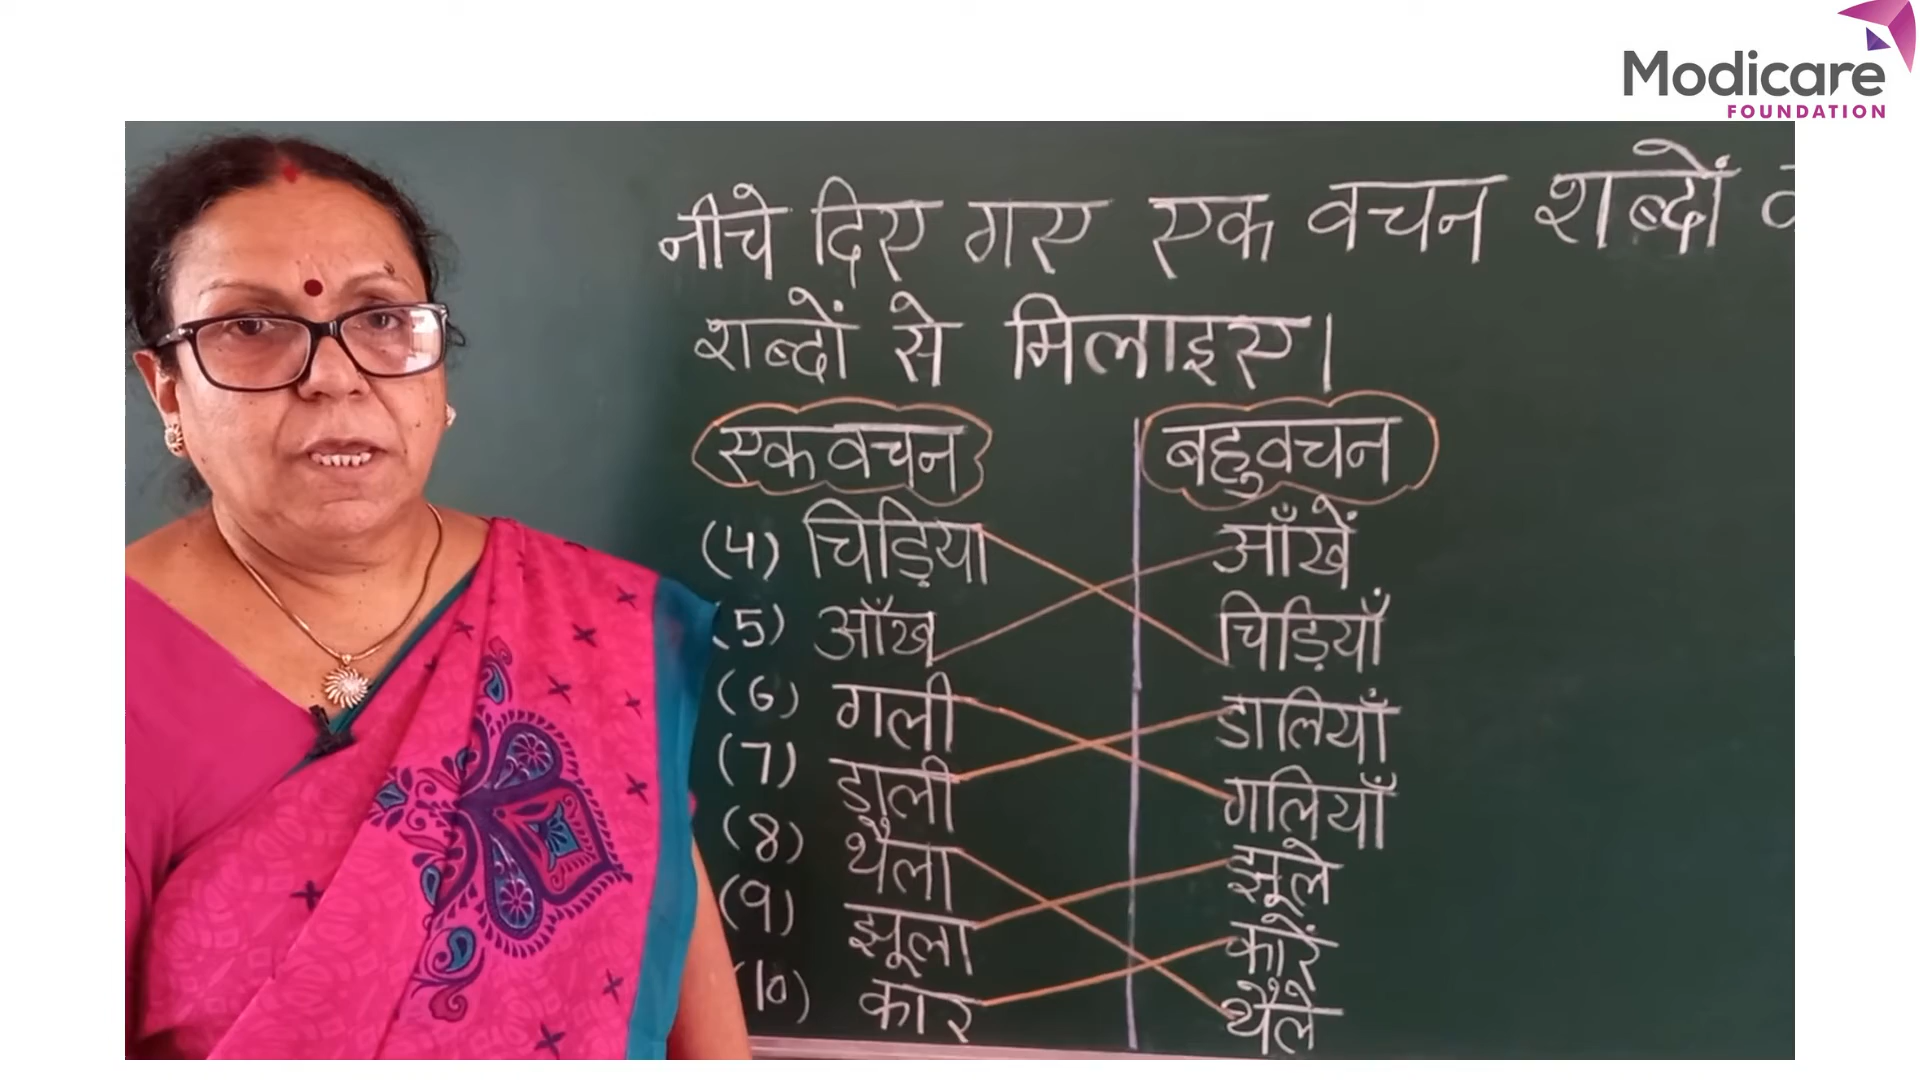 Modicare
FOUNDATION
नीचे दिए गए एक वचन शब्दों
शब्दों से मिलाइए।
एकवचन बहुवचन
(4) चिड़िया आँखें
(5) आँख चिड़ियाँ
(6) गली डालियाँ
(7) डाली गलियाँ
(8) थैला झूले
(9) झूला कारें
(10) कार थैले